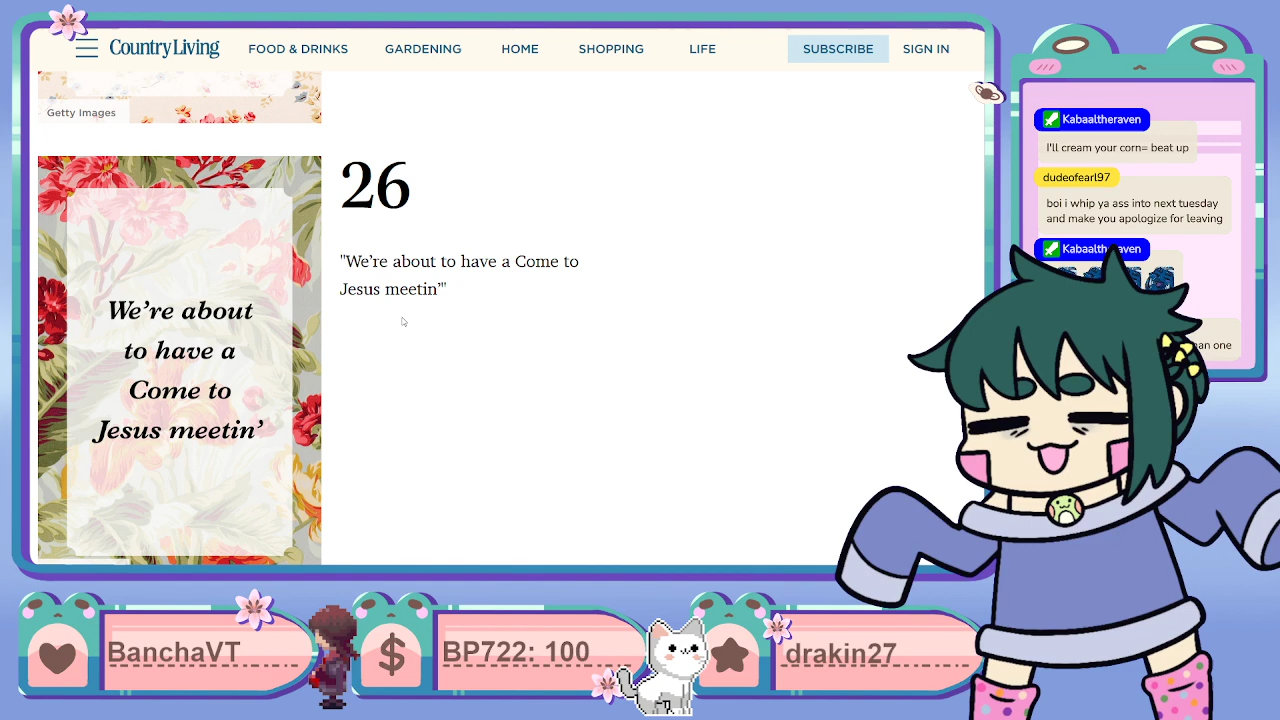 CountryLiving
FOOD & DRINKS
GARDENING
HOME
SHOPPING
LIFE
SUBSCRIBE
SIGN IN
Getty Images
26
"We're about to have a Come to
Jesus meetin'"
We're about
to have a
Come to
Jesus meetin'
Kabaaltheraven
I'll cream your corn= beat up
dudeofearl97
boi i whip ya ass into next tuesday
and make you apologize for leaving
one
BanchaVT
$
BP722: 100
drakin27